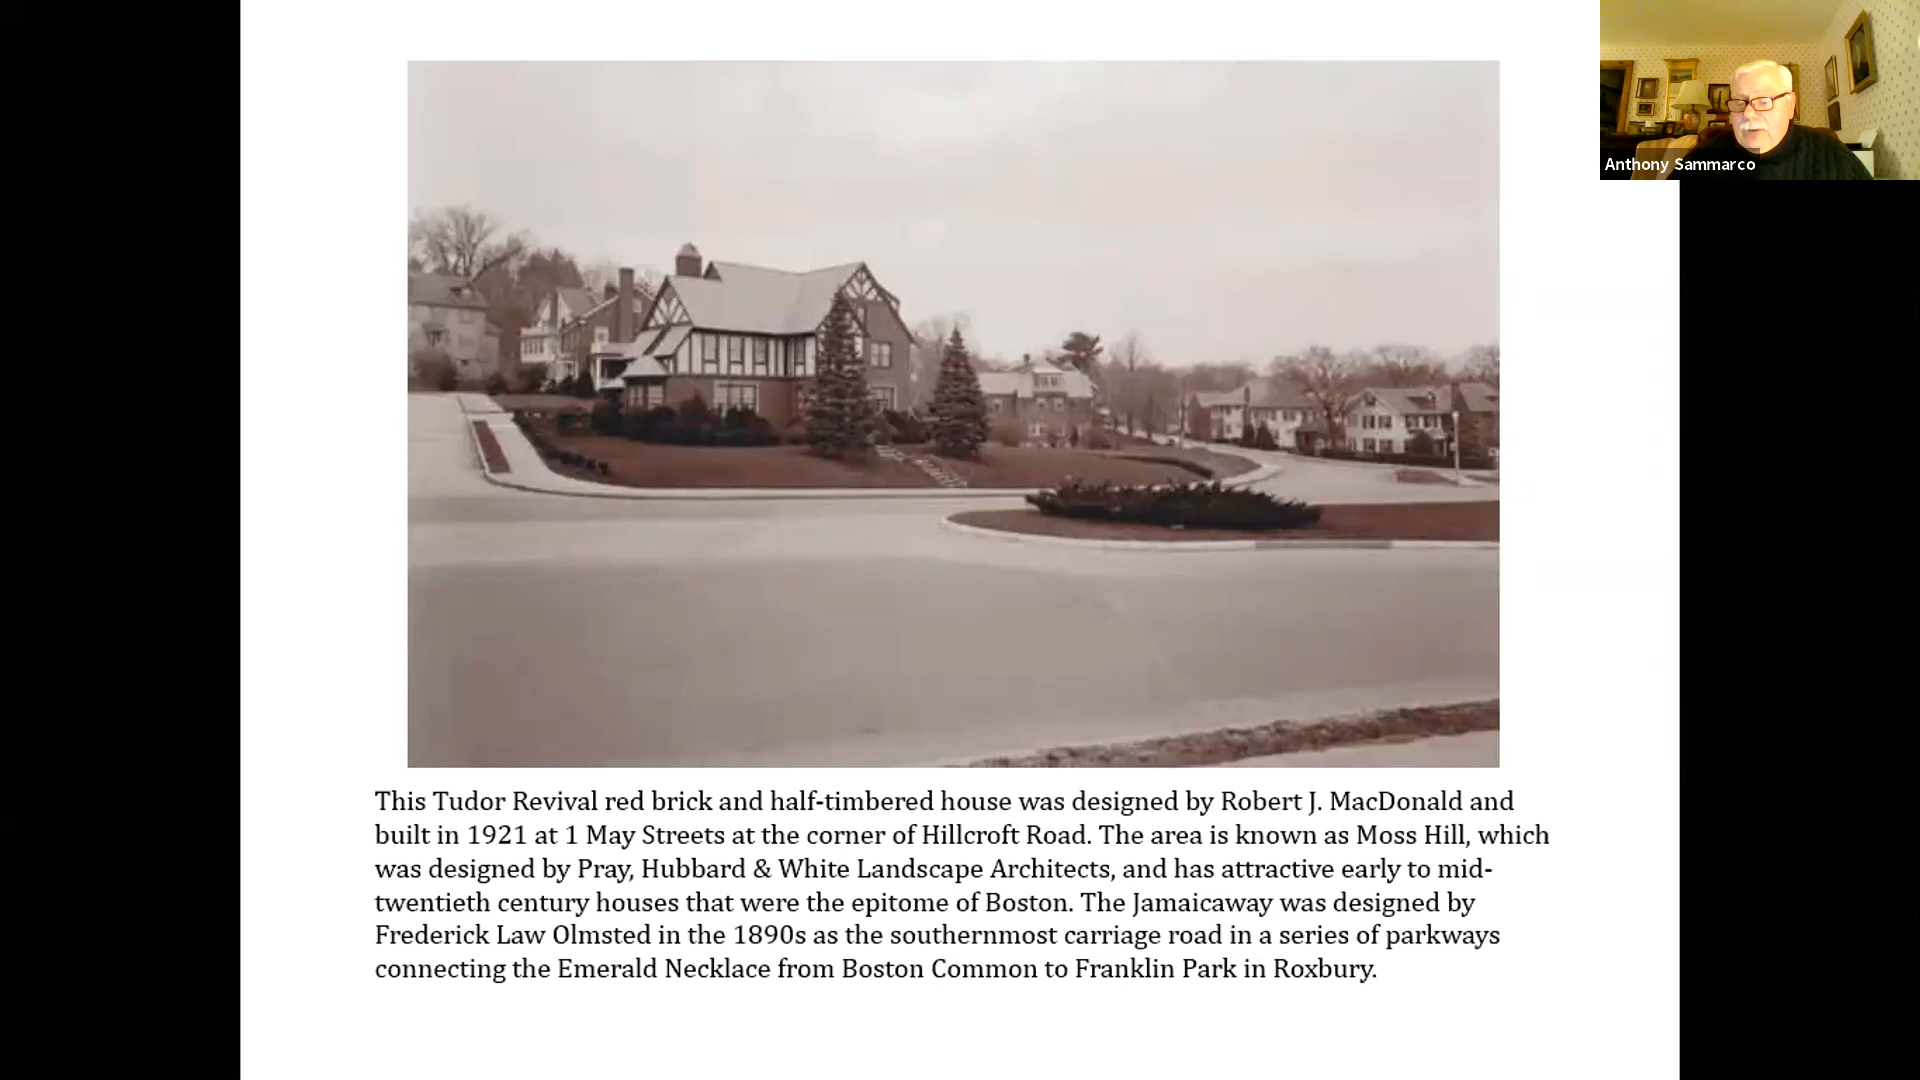 Anthony Sammarco
This Tudor Revival red brick and half-timbered house was designed by Robert J. MacDonald and
built in 1921 at 1 May Streets at the corner of Hillcroft Road. The area is known as Moss Hill, which
was designed by Pray, Hubbard & White Landscape Architects, and has attractive early to mid-
twentieth century houses that were the epitome of Boston. The Jamaicaway was designed by
Frederick Law Olmsted in the 1890s as the southernmost carriage road in a series of parkways
connecting the Emerald Necklace from Boston Common to Franklin Park in Roxbury.